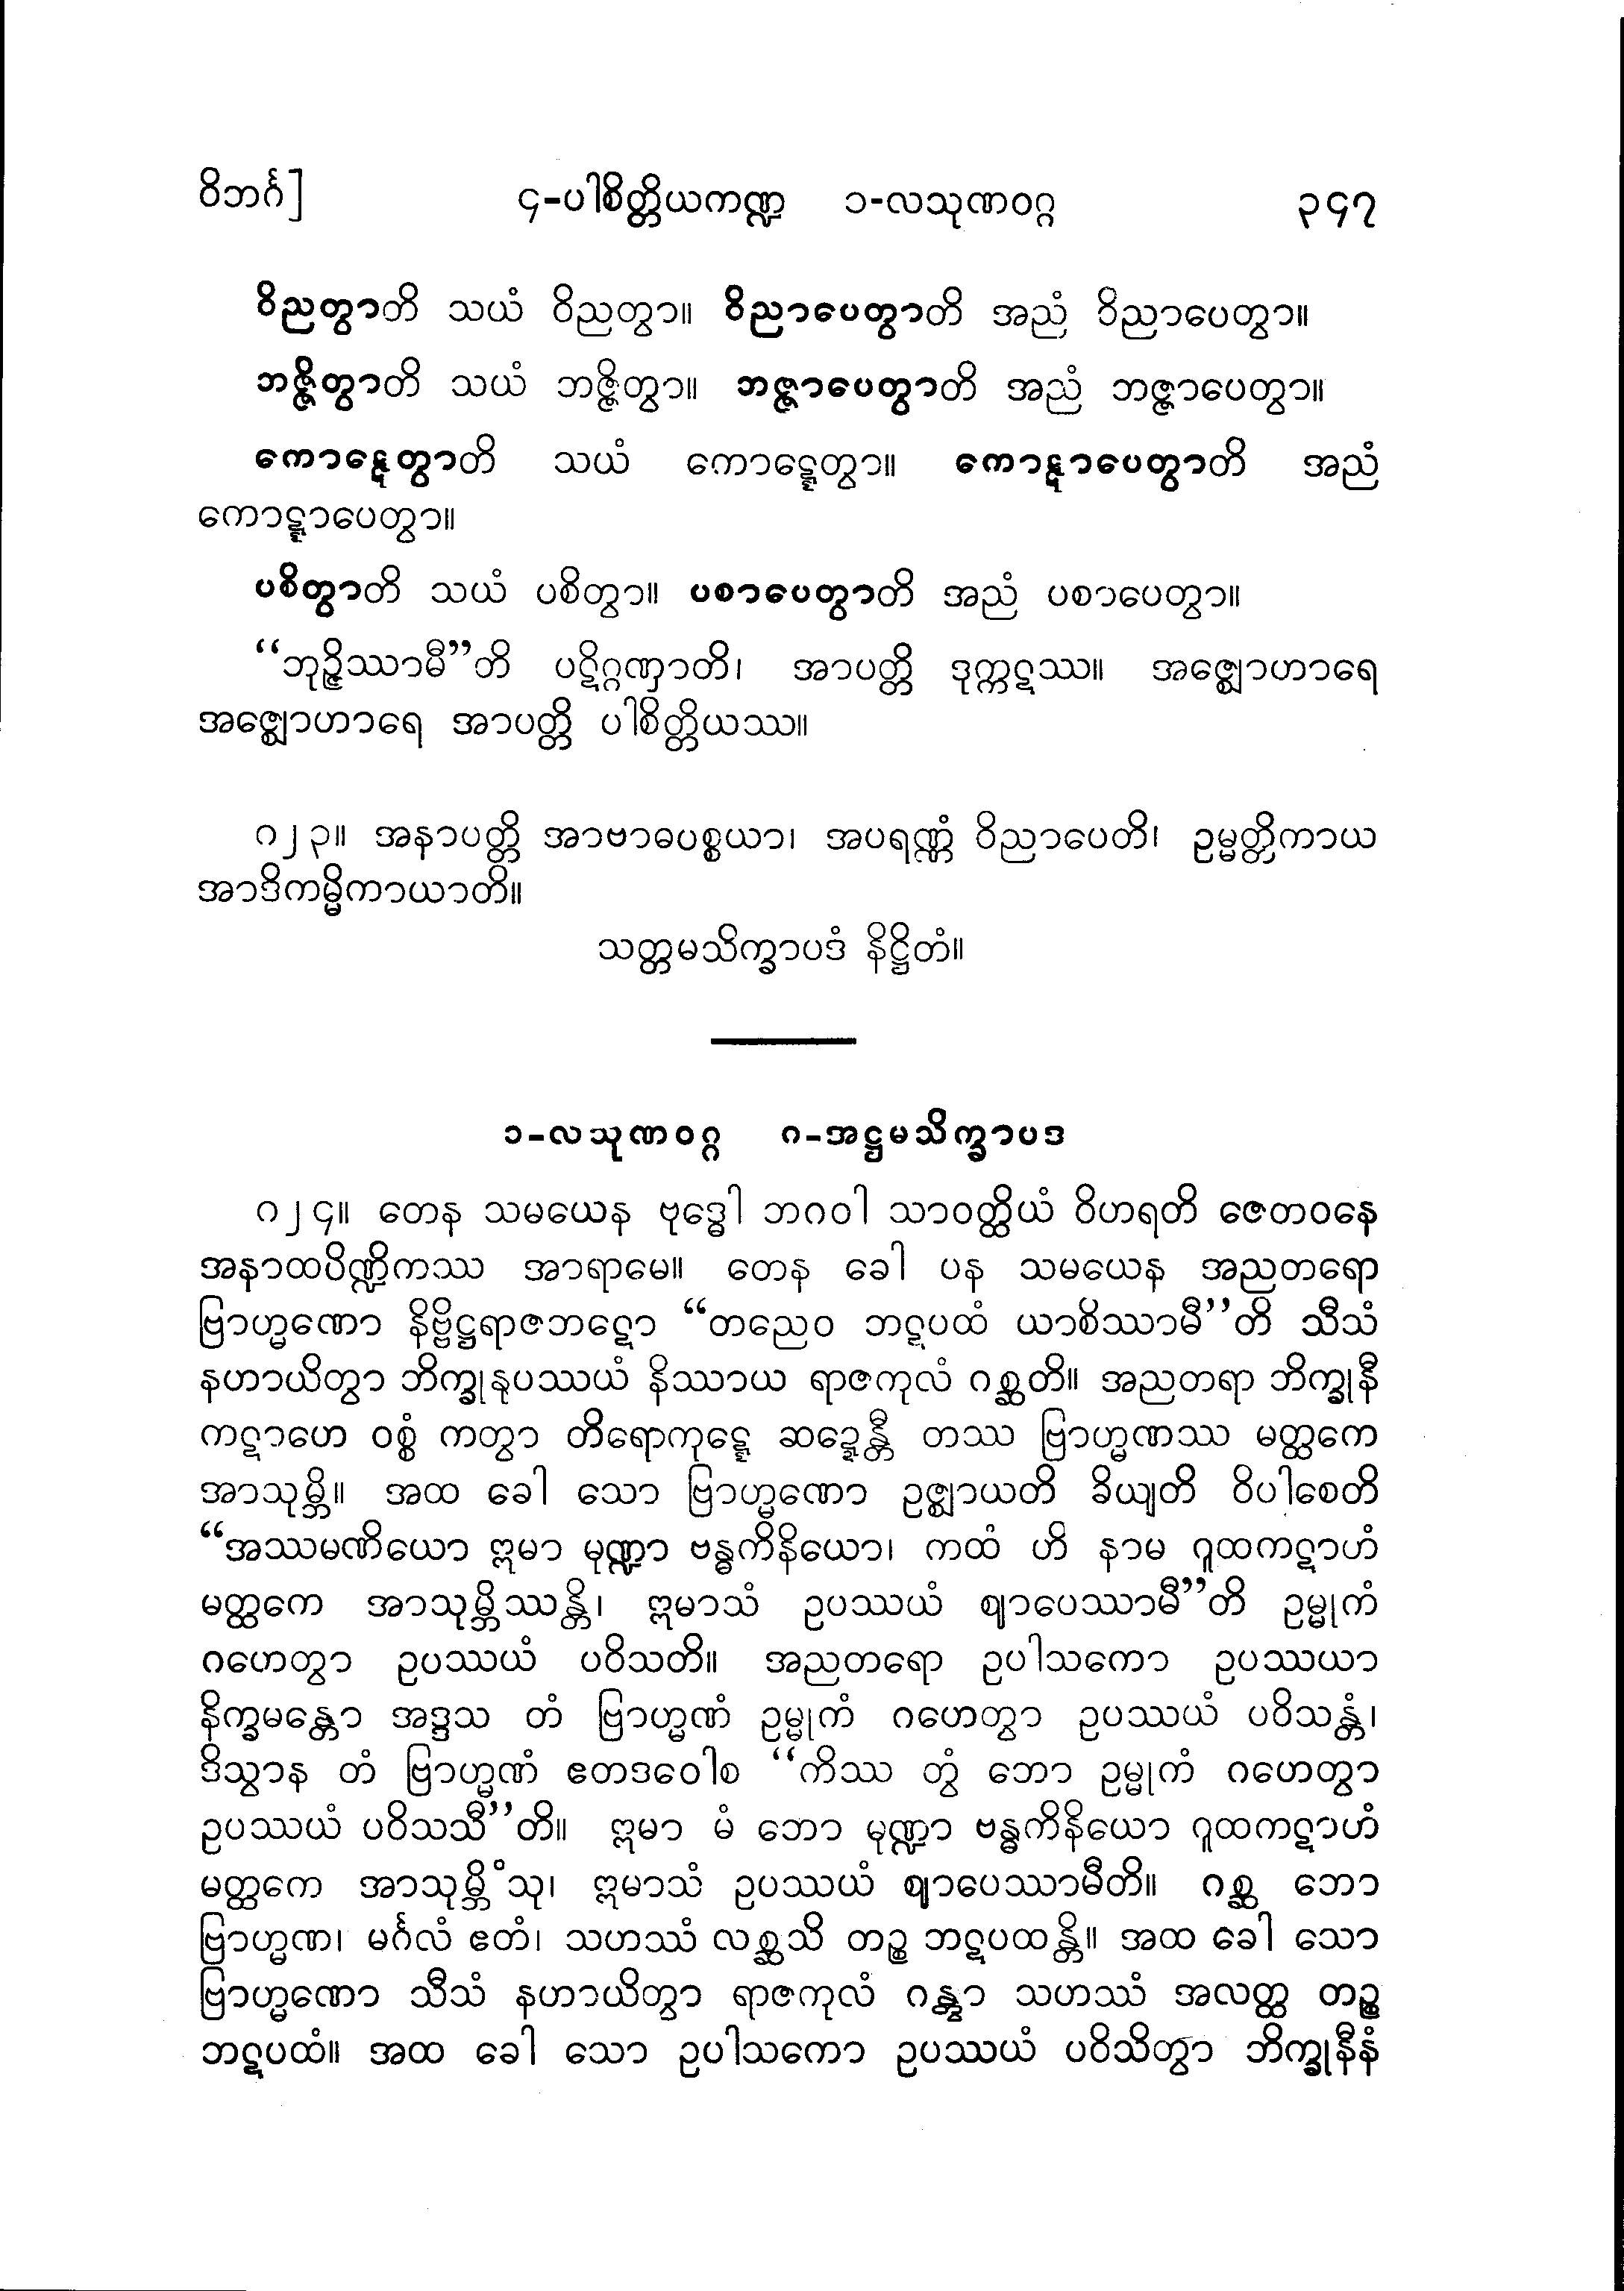 ဝိဘင်္ဂ] ၄-ပါစိတ္တိယကဏ္ဍ ၁-လသုဏဝဂ္ဂ ၃၄၇
ဝိညတွာတိ သယံ ဝိညတွာ။ ဝိညာပေတွာတိ အညံ ဝိညာပေတွာ။
ဘဇ္ဇိတွာတိ သယံ ဘဇ္ဇိတွာ။ ဘဇ္ဇာပေတွာတိ အညံ ဘဇ္ဇာပေတွာ။
ကောဋေတွာတိ သယံ ကောဋ္ဋေတွာ။ ကောဋာပေတွာတိ အညံ
ကောဋ္ဋာပေတွာ။
ပစိတွာတိ သယံ ပစိတွာ။ ပစာပေတွာတိ အညံ ပစာပေတွာ။
“ဘုဉ္ဇိဿာမီ”တိ ပဋိဂ္ဂဏှာတိ၊ အာပတ္တိ ဒုက္ကဋဿ။ အဇ္ဈောဟာရေ
အဇ္ဈောဟာရေ အာပတ္တိ ပါစိတ္တိယဿ။
၈၂၃။ အနာပတ္တိ အာဗာဓပစ္စယာ၊ အပရဏ္ဏံ ဝိညာပေတိ၊ ဥမ္မတ္တိကာယ
အာဒိကမ္မိကာယာတိ။
သတ္တမသိက္ခာပဒံ နိဋ္ဌိတံ။
၁-လသုဏဝဂ္ဂ ၈-အဋ္ဌမသိက္ခာပဒ
၈၂၄။ တေန သမယေန ဗုဒ္ဓေါ ဘဂဝါ သာဝတ္ထိယံ ဝိဟရတိ ဇေတဝနေ
အနာထပိဏ္ဍိကဿ အာရာမေ။ တေန ခေါ ပန သမယေန အညတရော
ဗြာဟ္မဏော နိဗ္ဗိဋ္ဌရာဇဘဋော “တညေဝ ဘဋပထံ ယာစိဿာမီ”တိ သီသံ
နဟာယိတွာ ဘိက္ခုနုပဿယံ နိဿာယ ရာဇကုလံ ဂစ္ဆတိ။ အညတရာ ဘိက္ခုနီ
ကဋာဟေ ဝစ္စံ ကတွာ တိရောကုဋ္ဋေ ဆဍ္ဍေန္တီ တဿ ဗြာဟ္မဏဿ မတ္ထကေ
အာသုမ္ဘိ။ အထ ခေါ သော ဗြာဟ္မဏော ဥဇ္ဈာယတိ ခိယျတိ ဝိပါစေတိ
“အဿမဏိယော ဣမာ မုဏ္ဍာ ဗန္ဓကိနိယော၊ ကထံ ဟိ နာမ ဂူထကဋာဟံ
မတ္ထကေ အာသုမ္ဘိဿန္တိ၊ ဣမာသံ ဥပဿယံ ဈာပေဿာမီ”တိ ဥမ္မုကံ
ဂဟေတွာ ဥပဿယံ ပဝိသတိ။ အညတရော ဥပါသကော ဥပဿယာ
နိက္ခမန္တော အဒ္ဒသ တံ ဗြာဟ္မဏံ ဥမ္မုကံ ဂဟေတွာ ဥပဿယံ ပဝိသန္တံ၊
ဒိသွာန တံ ဗြာဟ္မဏံ ဧတဒဝေါစ “ကိဿ တွံ ဘော ဥမ္မုကံ ဂဟေတွာ
ဥပဿယံ ပဝိသသီ”တိ။ ဣမာ မံ ဘော မုဏ္ဍာ ဗန္ဓကိနိယော ဂူထကဋာဟံ
မတ္ထကေ အာသုမ္ဘိံသု၊ ဣမာသံ ဥပဿယံ ဈာပေဿာမီတိ။ ဂစ္ဆ ဘော
ဗြာဟ္မဏ၊ မင်္ဂလံ ဧတံ၊ သဟဿံ လစ္ဆသိ တဉ္စ ဘဋပထန္တိ။ အထ ခေါ သော
ဗြာဟ္မဏော သီသံ နဟာယိတွာ ရာဇကုလံ ဂန္တွာ သဟဿံ အလတ္ထ တဉ္စ
ဘဋပထံ။ အထ ခေါ သော ဥပါသကော ဥပဿယံ ပဝိသိတွာ ဘိက္ခုနီနံ